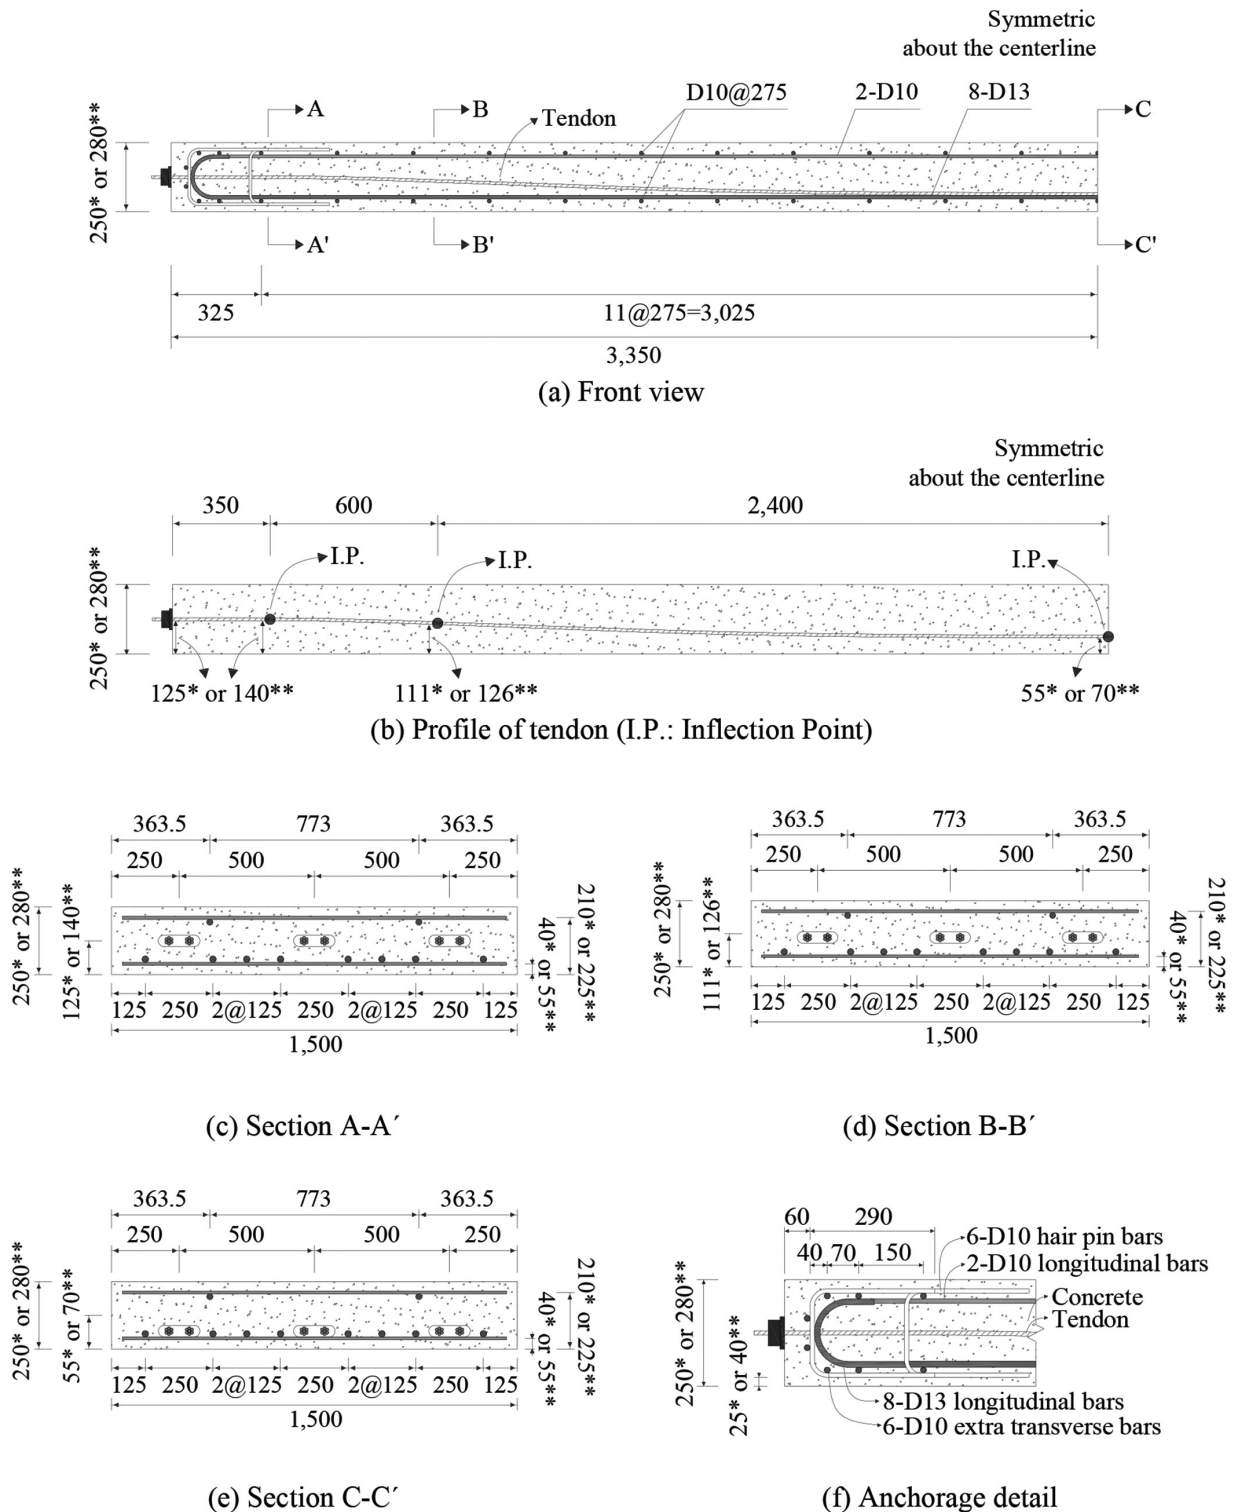 Symmetric
about the centerline
A
B
Tendon
D10@275
2-D10
8-D13
C
250* or 280**
A'
B'
C'
325
11@275=3,025
3,350
(a) Front view
Symmetric
about the centerline
350
600
2,400
I.P.
I.P.
I.P.
250* or 280**
125* or 140**
111* or 126**
55* or 70**
(b) Profile of tendon (I.P.: Inflection Point)
363.5
773
363.5
250
500
500
250
250* or 280**
125* or 140**
40* or 55**
210* or 225**
125
250
2@125
250
2@125
250
125
1,500
(c) Section A-A´
363.5
773
363.5
250
500
500
250
250* or 280**
111* or 126**
40* or 55**
210* or 225**
125
250
2@125
250
2@125
250
125
1,500
(d) Section B-B´
363.5
773
363.5
250
500
500
250
250* or 280**
55* or 70**
40* or 55**
210* or 225**
125
250
2@125
250
2@125
250
125
1,500
(e) Section C-C´
60
290
40
70
150
6-D10 hair pin bars
2-D10 longitudinal bars
Concrete
Tendon
250* or 280**
25* or 40**
8-D13 longitudinal bars
6-D10 extra transverse bars
(f) Anchorage detail